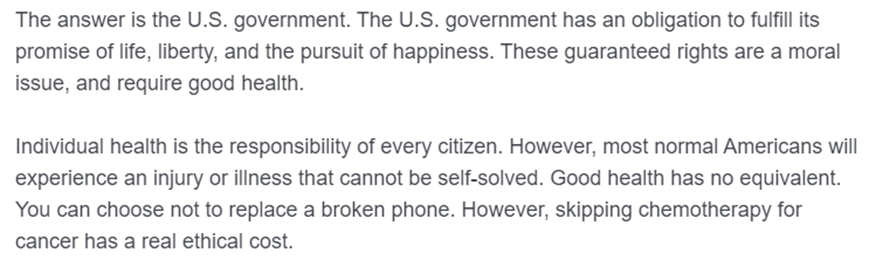 The answer is the U.S. government. The U.S. government has an obligation to fulfill its
promise of life, liberty, and the pursuit of happiness. These guaranteed rights are a moral
issue, and require good health.
Individual health is the responsibility of every citizen. However, most normal Americans will
experience an injury or illness that cannot be self-solved. Good health has no equivalent.
You can choose not to replace a broken phone. However, skipping chemotherapy for
cancer has a real ethical cost.